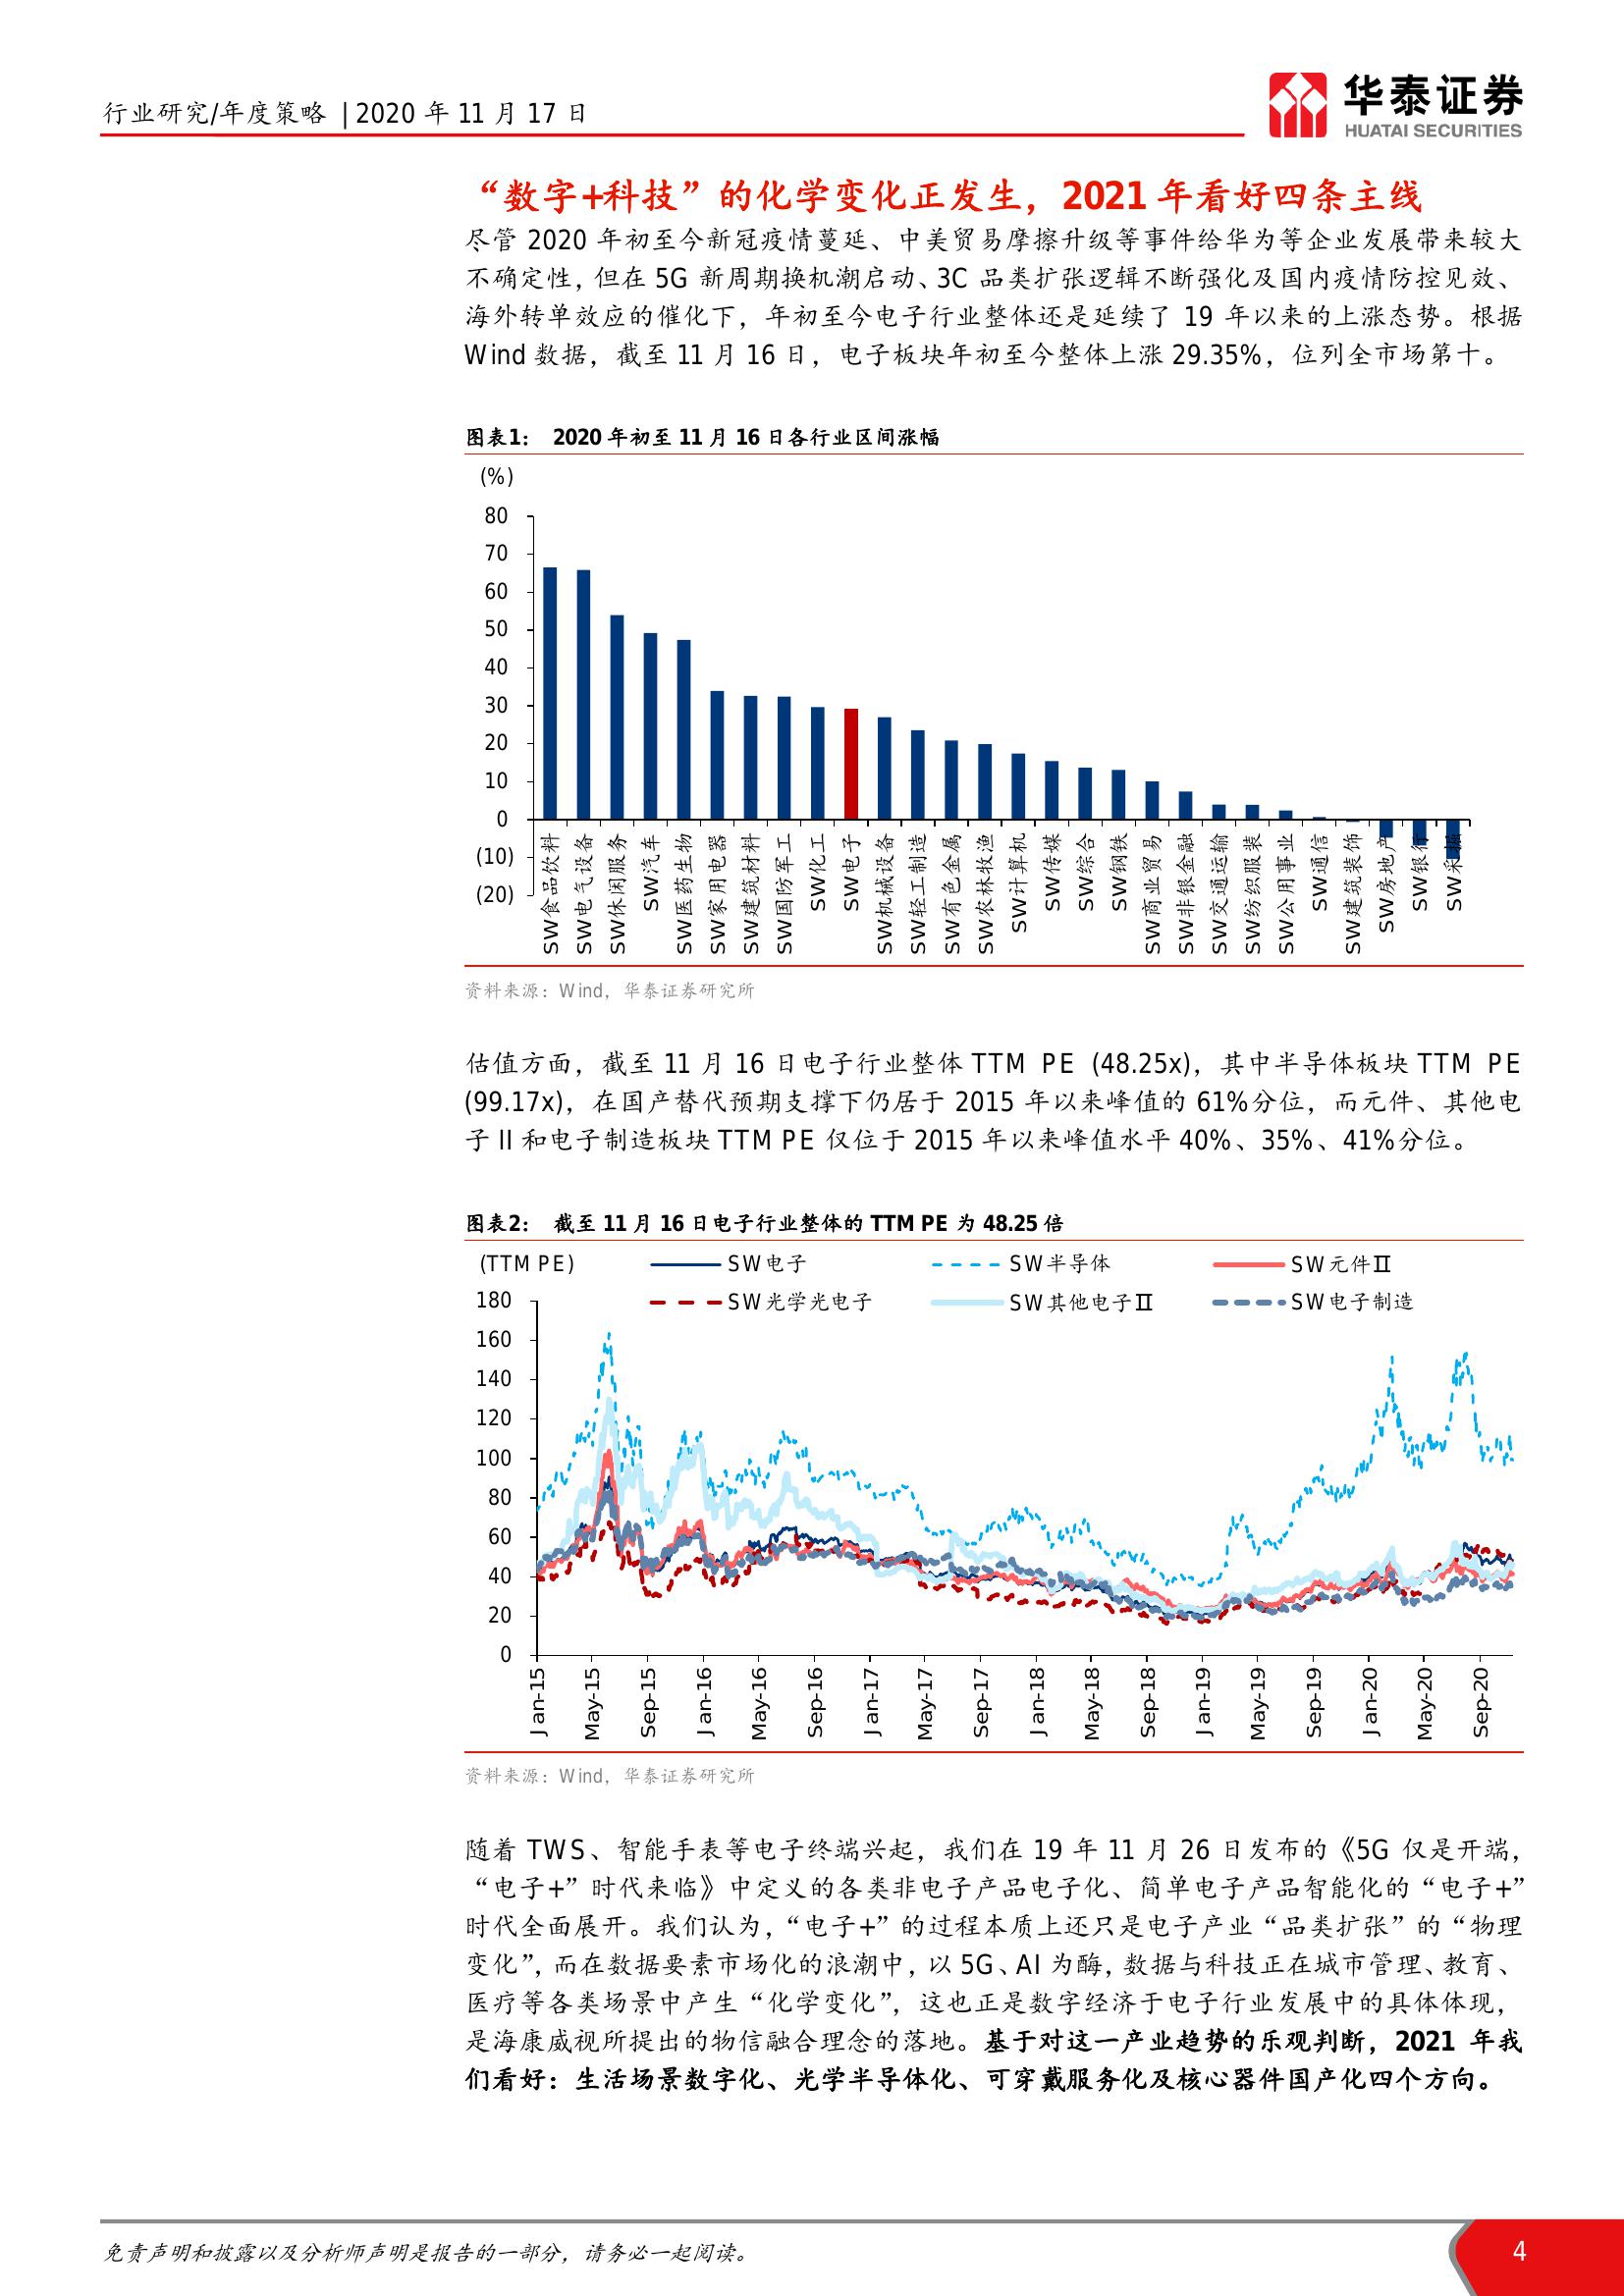 行业研究/年度策略 | 2020 年 11 月 17 日
华泰证券
HUATAI SECURITIES
“数字+科技”的化学变化正发生，2021 年看好四条主线
尽管 2020 年初至今新冠疫情蔓延、中美贸易摩擦升级等事件给华为等企业发展带来较大
不确定性，但在 5G 新周期换机潮启动、3C 品类扩张逻辑不断强化及国内疫情防控见效、
海外转单效应的催化下，年初至今电子行业整体还是延续了 19 年以来的上涨态势。根据
Wind 数据，截至 11 月 16 日，电子板块年初至今整体上涨 29.35%，位列全市场第十。
图表1： 2020 年初至 11 月 16 日各行业区间涨幅
(%)
80
70
60
50
40
30
20
10
0
(10)
(20)
SW食品饮料
SW电气设备
SW休闲服务
SW汽车
SW医药生物
SW家用电器
SW建筑材料
SW国防军工
SW化工
SW电子
SW机械设备
SW轻工制造
SW有色金属
SW农林牧渔
SW计算机
SW传媒
SW综合
SW钢铁
SW商业贸易
SW非银金融
SW交通运输
SW纺织服装
SW公用事业
SW通信
SW建筑装饰
SW房地产
SW银行
SW采掘
资料来源：Wind，华泰证券研究所
估值方面，截至 11 月 16 日电子行业整体 TTM PE (48.25x)，其中半导体板块 TTM PE
(99.17x)，在国产替代预期支撑下仍居于 2015 年以来峰值的 61%分位，而元件、其他电
子 II 和电子制造板块 TTM PE 仅位于 2015 年以来峰值水平 40%、35%、41%分位。
图表2： 截至 11 月 16 日电子行业整体的 TTM PE 为 48.25 倍
(TTM PE)
SW电子
SW半导体
SW元件Ⅱ
SW光学光电子
SW其他电子Ⅱ
SW电子制造
180
160
140
120
100
80
60
40
20
0
Jan-15
May-15
Sep-15
Jan-16
May-16
Sep-16
Jan-17
May-17
Sep-17
Jan-18
May-18
Sep-18
Jan-19
May-19
Sep-19
Jan-20
May-20
Sep-20
资料来源：Wind，华泰证券研究所
随着 TWS、智能手表等电子终端兴起，我们在 19 年 11 月 26 日发布的《5G 仅是开端，
“电子+”时代来临》中定义的各类非电子产品电子化、简单电子产品智能化的“电子+”
时代全面展开。我们认为，“电子+”的过程本质上还只是电子产业“品类扩张”的“物理
变化”，而在数据要素市场化的浪潮中，以 5G、AI 为酶，数据与科技正在城市管理、教育、
医疗等各类场景中产生“化学变化”，这也正是数字经济于电子行业发展中的具体体现，
是海康威视所提出的物信融合理念的落地。基于对这一产业趋势的乐观判断，2021 年我
们看好：生活场景数字化、光学半导体化、可穿戴服务化及核心器件国产化四个方向。
免责声明和披露以及分析师声明是报告的一部分，请务必一起阅读。
4